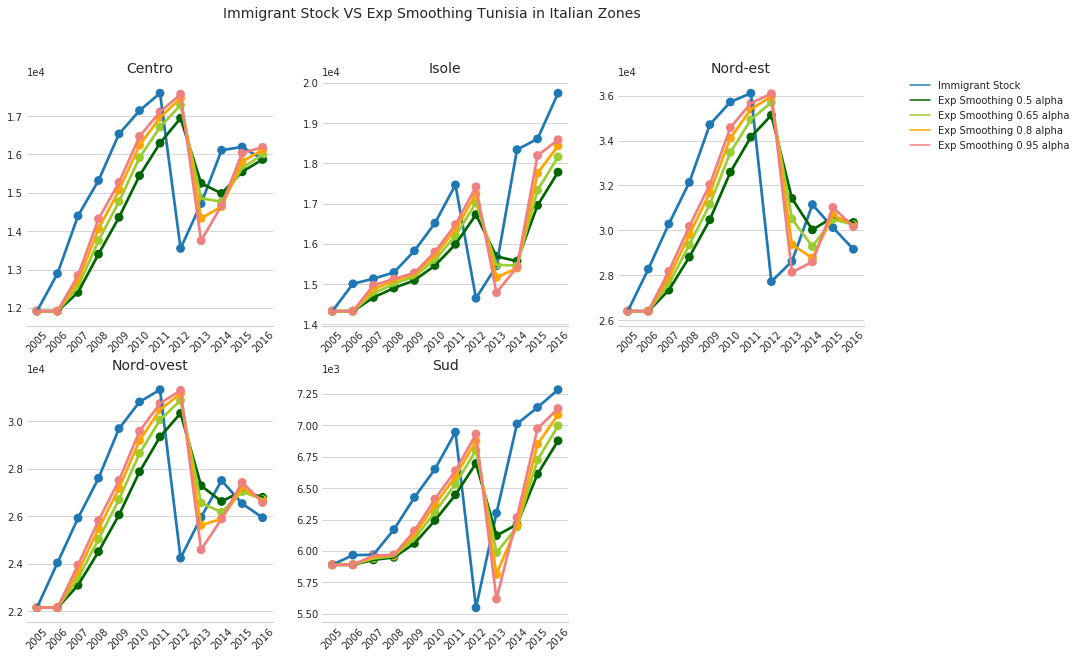 Immigrant Stock VS Exp Smoothing Tunisia in Italian Zones
1e4
Centro
1.7
1.6
1.5
1.4
1.3
1.2
2005 2006 2007 2008 2009 2010 2011 2012 2013 2014 2015 2016
1e4
Isole
2.0
1.9
1.8
1.7
1.6
1.5
1.4
2005 2006 2007 2008 2009 2010 2011 2012 2013 2014 2015 2016
1e4
Nord-est
3.6
3.4
3.2
3.0
2.8
2.6
2005 2006 2007 2008 2009 2010 2011 2012 2013 2014 2015 2016
Immigrant Stock
Exp Smoothing 0.5 alpha
Exp Smoothing 0.65 alpha
Exp Smoothing 0.8 alpha
Exp Smoothing 0.95 alpha
1e4
Nord-ovest
3.0
2.8
2.6
2.4
2.2
2005 2006 2007 2008 2009 2010 2011 2012 2013 2014 2015 2016
1e3
Sud
7.25
7.00
6.75
6.50
6.25
6.00
5.75
5.50
2005 2006 2007 2008 2009 2010 2011 2012 2013 2014 2015 2016